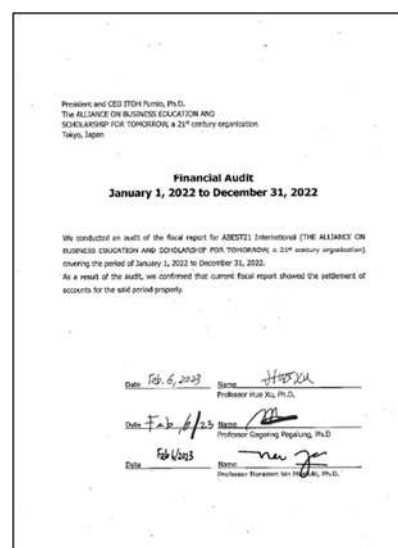 President and CEO ITOH Fumio, Ph.D.
The ALLIANCE ON BUSINESS EDUCATION AND
SCHOLARSHIP FOR TOMORROW, a 21st century organization
Tokyo, Japan
Financial Audit
January 1, 2022 to December 31, 2022
We conducted an audit of the fiscal report for ABEST21 International (THE ALLIANCE ON
BUSINESS EDUCATION AND SCHOLARSHIP FOR TOMORROW, a 21st century organization)
covering the period of January 1, 2022 to December 31, 2022.
As a result of the audit, we confirmed that current fiscal report showed the settlement of
accounts for the said period properly.
Date Feb. 6, 2023 Name
Professor Hua Xu, Ph.D.
Date Feb /6/23 Name
Professor Gagaring Pagalung, Ph.D
Date Feb 6/2023 Name
Professor bin Ph.D.